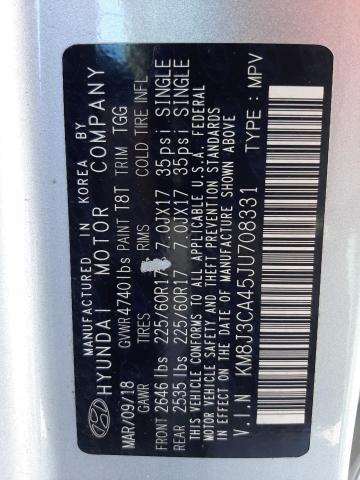 MANUFACTURED IN KOREA BY
HYUNDAI MOTOR COMPANY
MAR/09/18 GVWR 4740lbs PAINT T8T TRIM TGG
GAWR TIRES RIMS COLD TIRE INFL
FRONT 2646 lbs 225/60R17 7.0JX17 35psi SINGLE
REAR 2535 lbs 225/60R17 7.0JX17 35psi SINGLE
THIS VEHICLE CONFORMS TO ALL APPLICABLE U.S.A. FEDERAL
MOTOR VEHICLE SAFETY, BUMPER, AND THEFT PREVENTION STANDARDS
IN EFFECT ON THE DATE OF MANUFACTURE SHOWN ABOVE
V.I.N KM8J3CA45JU708331 TYPE : MPV